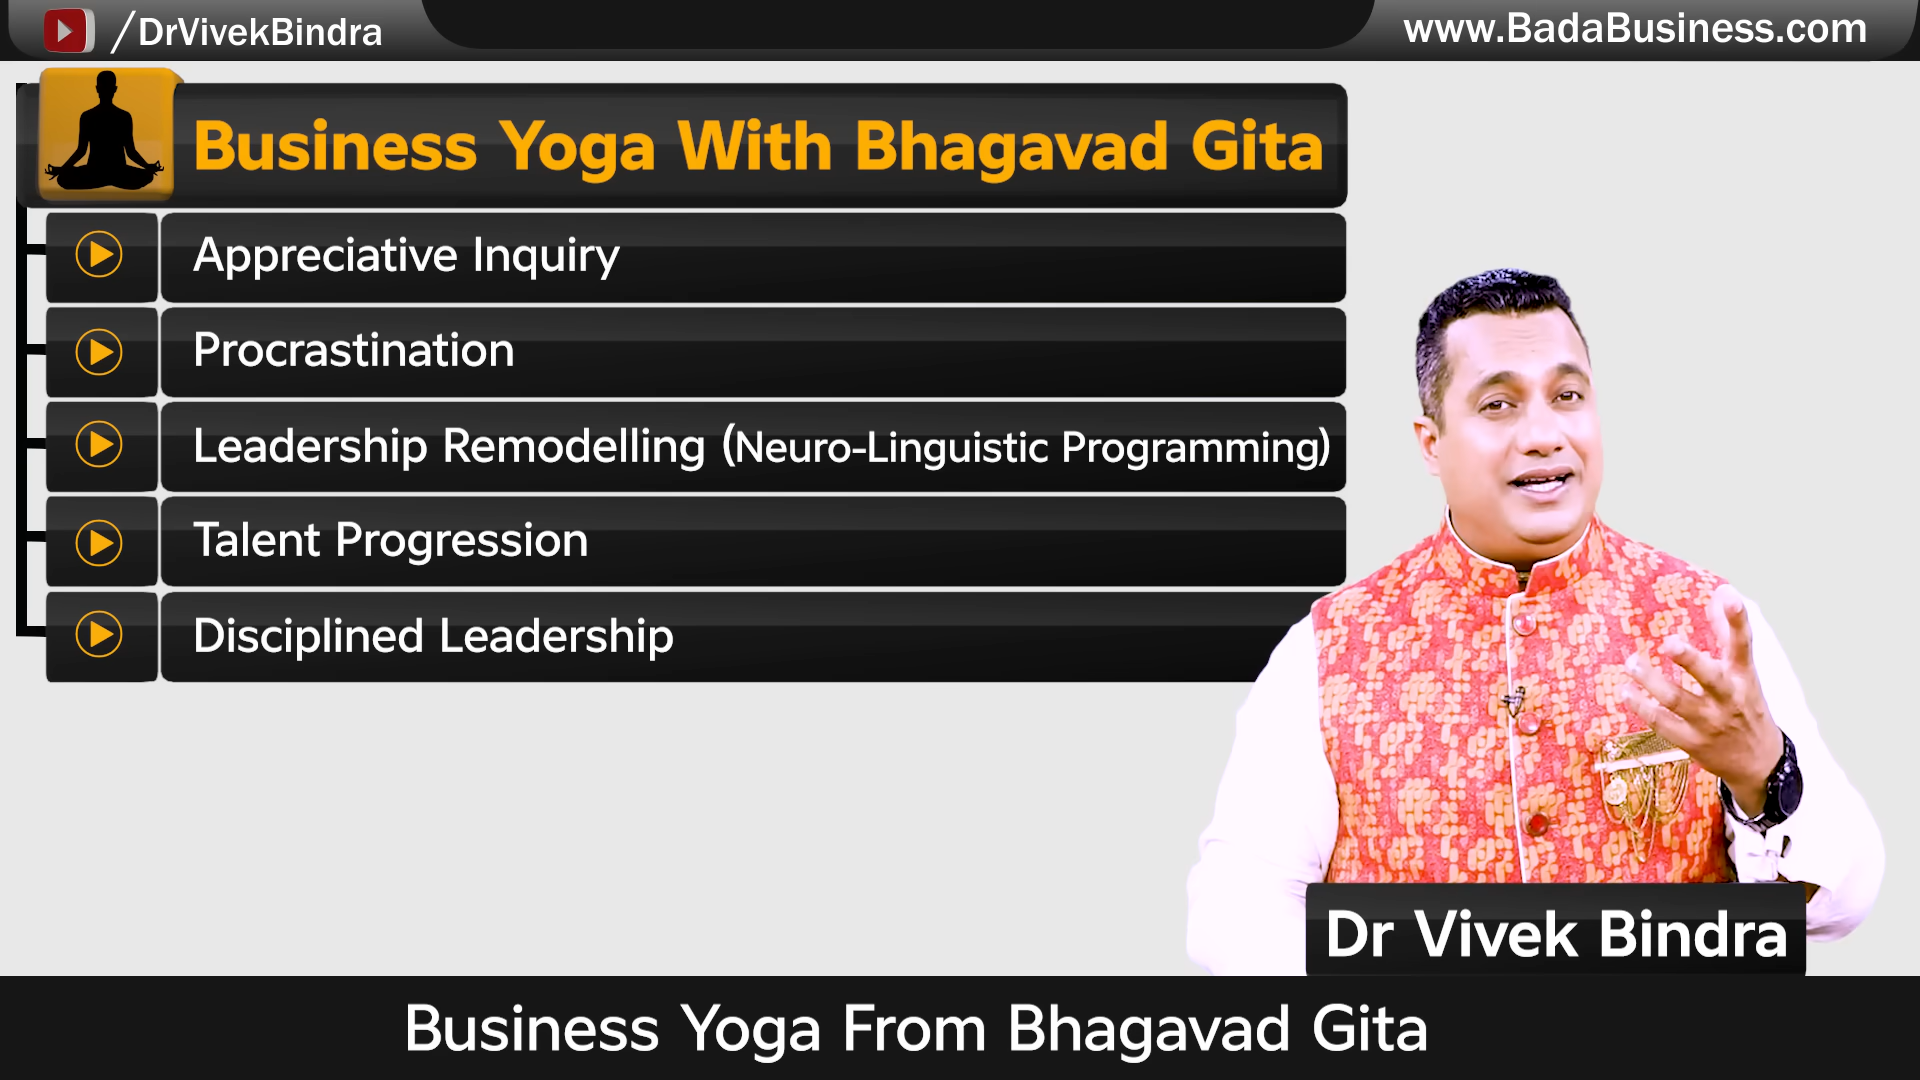 /DrVivekBindra
www.BadaBusiness.com
Business Yoga With Bhagavad Gita
Appreciative Inquiry
Procrastination
Leadership Remodelling (Neuro-Linguistic Programming)
Talent Progression
Disciplined Leadership
Dr Vivek Bindra
Business Yoga From Bhagavad Gita